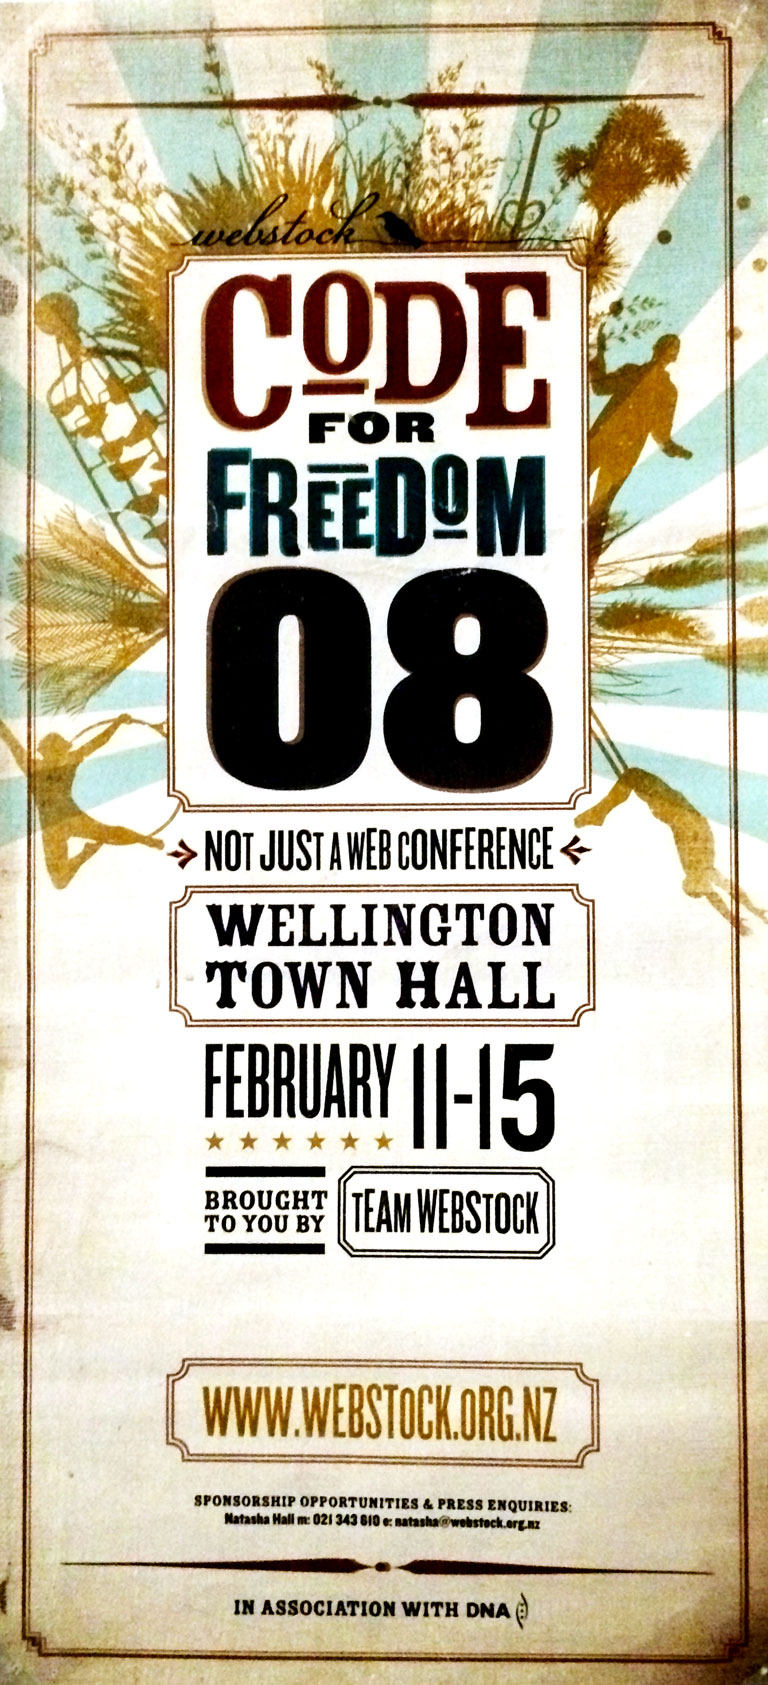 webstock
CODE
FOR
FREEDOM
08
NOT JUST A WEB CONFERENCE
WELLINGTON
TOWN HALL
FEBRUARY 11-15
BROUGHT
TO YOU BY
TEAM WEBSTOCK
WWW.WEBSTOCK.ORG.NZ
SPONSORSHIP OPPORTUNITIES & PRESS ENQUIRIES:
Natasha Hall m: 021 343 610 e: natasha@webstock.org.nz
IN ASSOCIATION WITH DNA